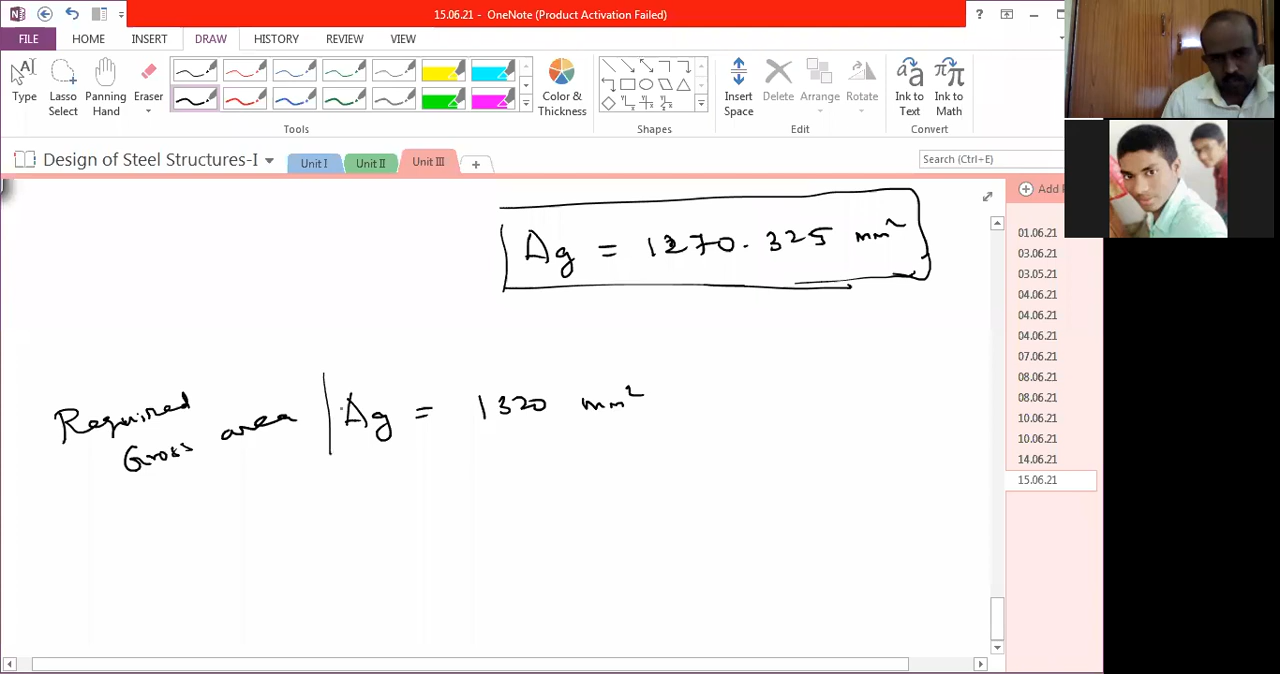 15.06.21 - OneNote (Product Activation Failed)
FILE HOME INSERT DRAW HISTORY REVIEW VIEW
Type
Lasso Select
Panning Hand
Eraser
Color & Thickness
Insert Space
Delete
Arrange
Rotate
Ink to Text
Ink to Math
Tools
Shapes
Edit
Convert
Design of Steel Structures-I
Unit I
Unit II
Unit III
Search (Ctrl+E)
Add
01.06.21
03.06.21
03.05.21
04.06.21
04.06.21
04.06.21
07.06.21
08.06.21
08.06.21
10.06.21
10.06.21
14.06.21
15.06.21
Ag = 1270.325 mm²
Required
Gross area | Ag = 1320 mm²